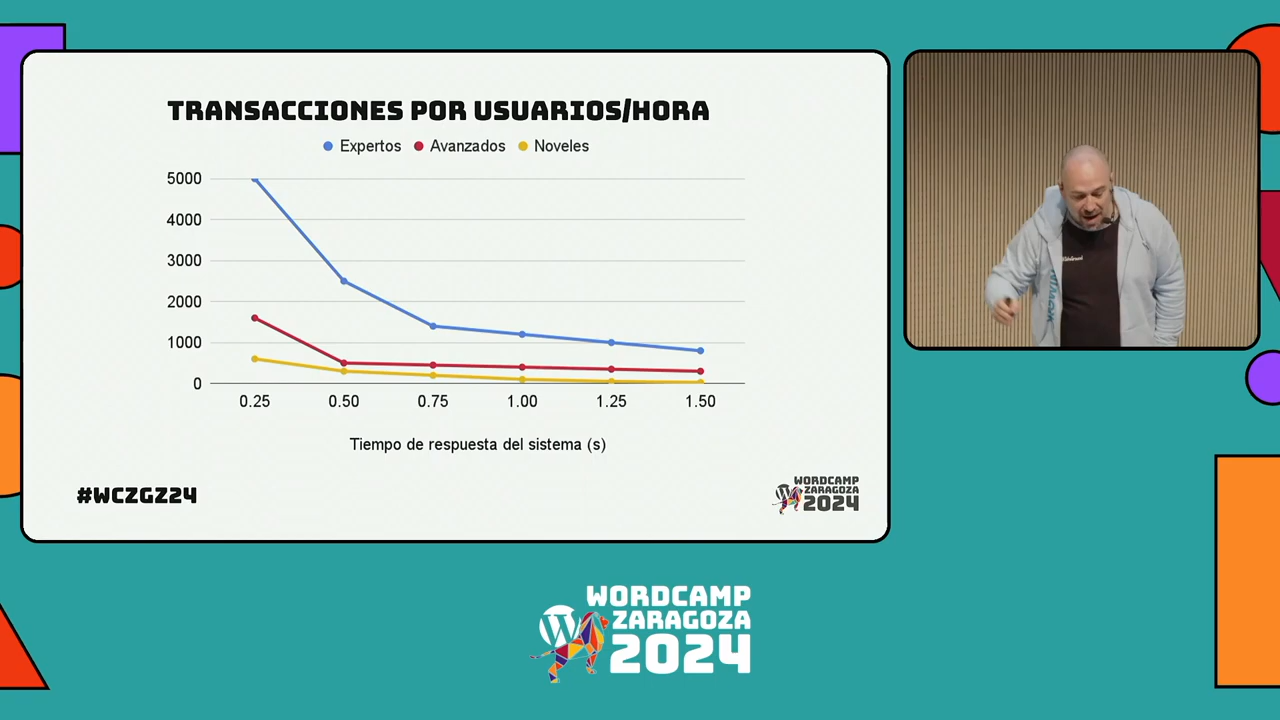 TRANSACCIONES POR USUARIOS/HORA
Expertos Avanzados Noveles
5000
4000
3000
2000
1000
0
0.25 0.50 0.75 1.00 1.25 1.50
Tiempo de respuesta del sistema (s)
#WCZGZ24
WORDCAMP
ZARAGOZA
2024
WORDCAMP
ZARAGOZA
2024